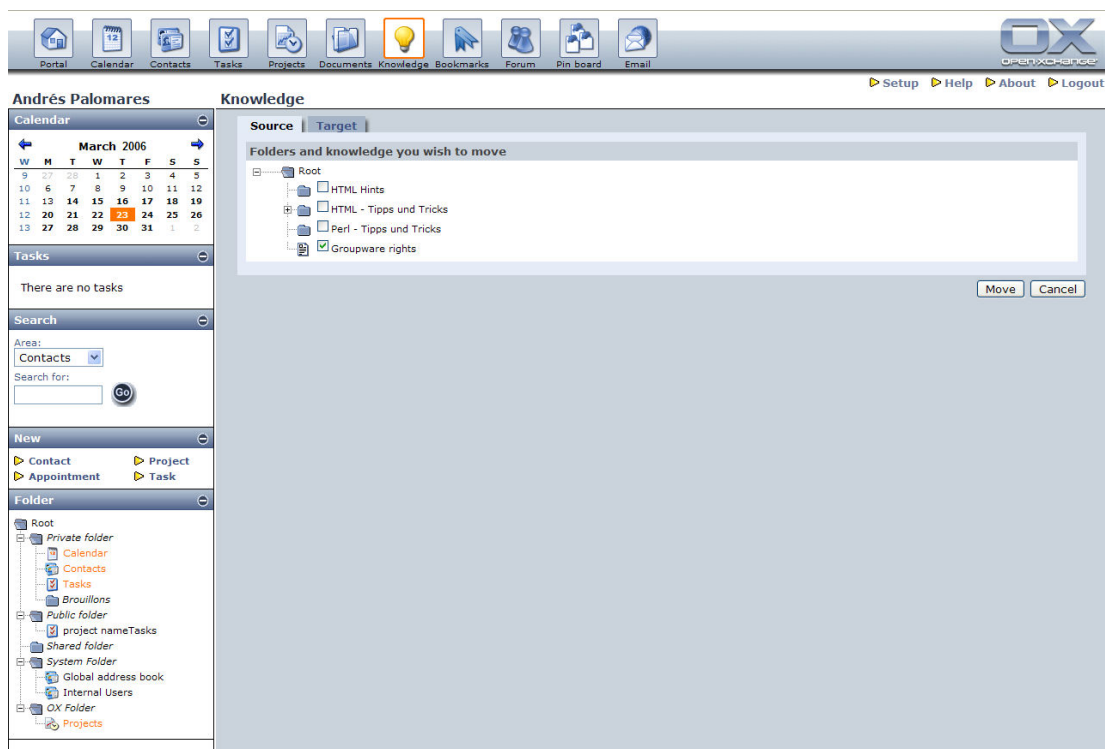 Portal Calendar Contacts Tasks Projects Documents Knowledge Bookmarks Forum Pin board Email
12
OX
OPEN-XCHANGE
Setup Help About Logout
Andrés Palomares
Knowledge
Calendar
March 2006
W M T W T F S S
9 27 28 1 2 3 4 5
10 6 7 8 9 10 11 12
11 13 14 15 16 17 18 19
12 20 21 22 23 24 25 26
13 27 28 29 30 31 1 2
Tasks
There are no tasks
Search
Area:
Contacts
Search for:
Go
New
Contact Project
Appointment Task
Folder
Root
Private folder
Calendar
Contacts
Tasks
Brouillons
Public folder
project nameTasks
Shared folder
System Folder
Global address book
Internal Users
OX Folder
Projects
Source Target
Folders and knowledge you wish to move
Root
HTML Hints
HTML - Tipps und Tricks
Perl - Tipps und Tricks
Groupware rights
Move Cancel